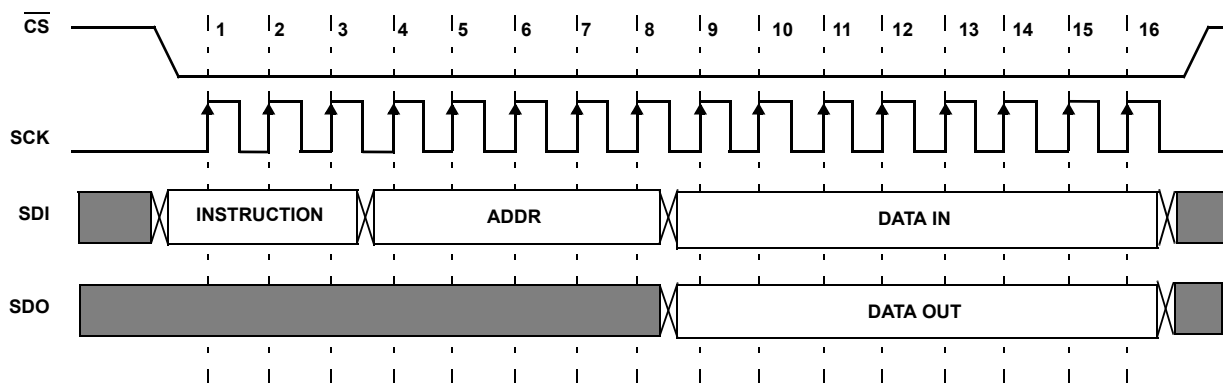 CS 1 2 3 4 5 6 7 8 9 10 11 12 13 14 15 16
SCK
SDI INSTRUCTION ADDR DATA IN
SDO DATA OUT